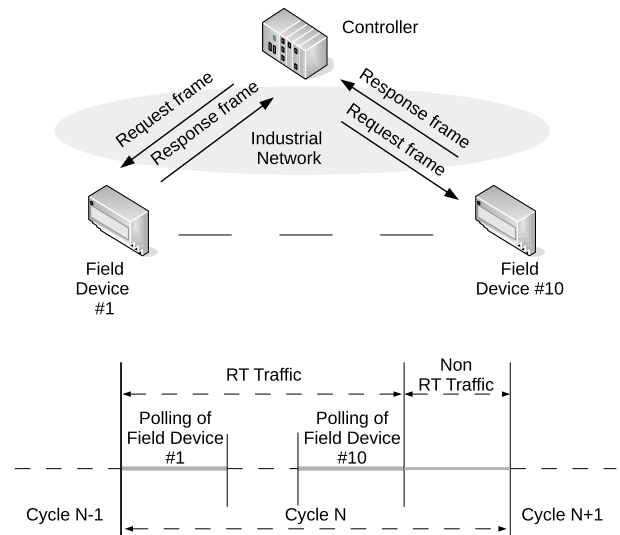 Controller
Request frame
Response frame
Response frame
Request frame
Industrial
Network
Field
Device
#1
Field
Device #10
RT Traffic
Non
RT Traffic
Polling of
Field Device
#1
Polling of
Field Device
#10
Cycle N-1
Cycle N
Cycle N+1